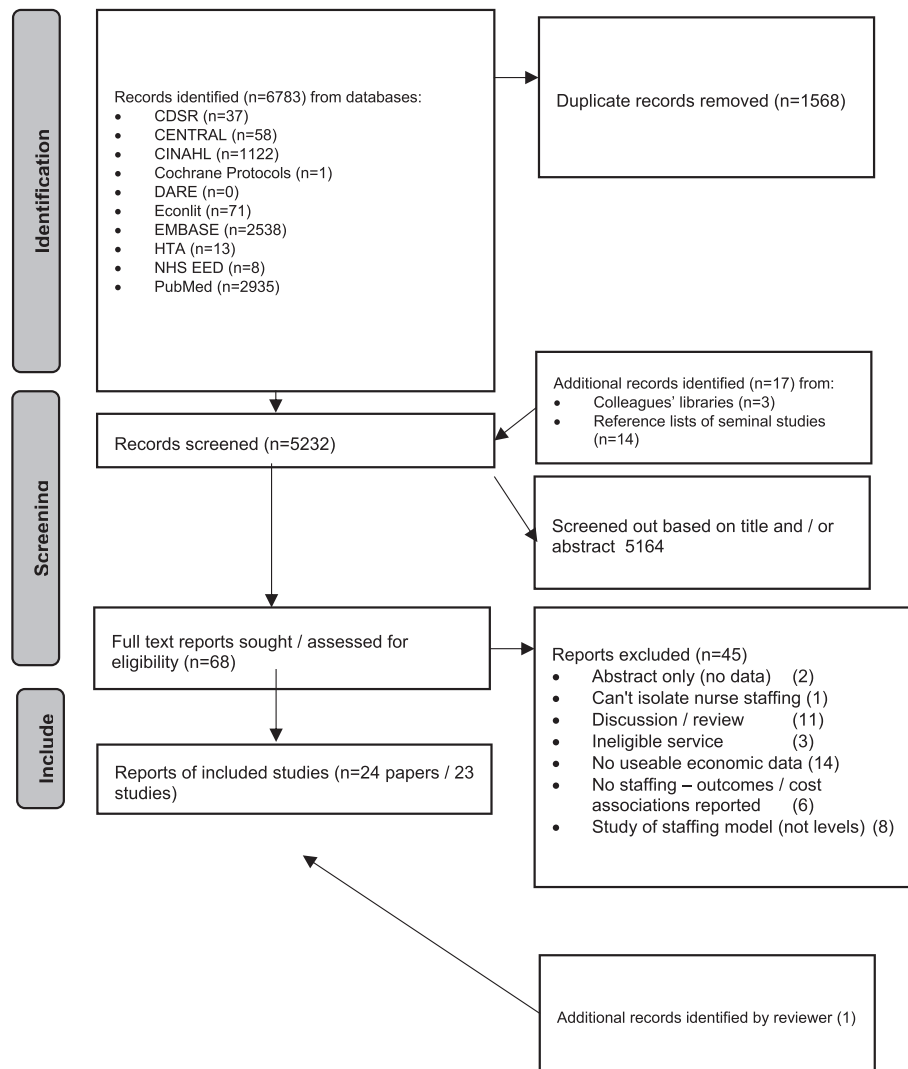 Identification
Records identified (n=6783) from databases:
• CDSR (n=37)
• CENTRAL (n=58)
• CINAHL (n=1122)
• Cochrane Protocols (n=1)
• DARE (n=0)
• Econlit (n=71)
• EMBASE (n=2538)
• HTA (n=13)
• NHS EED (n=8)
• PubMed (n=2935)
Duplicate records removed (n=1568)
Screening
Additional records identified (n=17) from:
• Colleagues’ libraries (n=3)
• Reference lists of seminal studies
(n=14)
Records screened (n=5232)
Screened out based on title and / or
abstract 5164
Full text reports sought / assessed for
eligibility (n=68)
Reports excluded (n=45)
• Abstract only (no data) (2)
• Can't isolate nurse staffing (1)
• Discussion / review (11)
• Ineligible service (3)
• No useable economic data (14)
• No staffing – outcomes / cost
associations reported (6)
• Study of staffing model (not levels) (8)
Include
Reports of included studies (n=24 papers / 23
studies)
Additional records identified by reviewer (1)